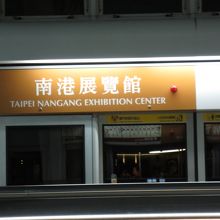 南港展覽館
TAIPEI NANGANG EXHIBITION CENTER